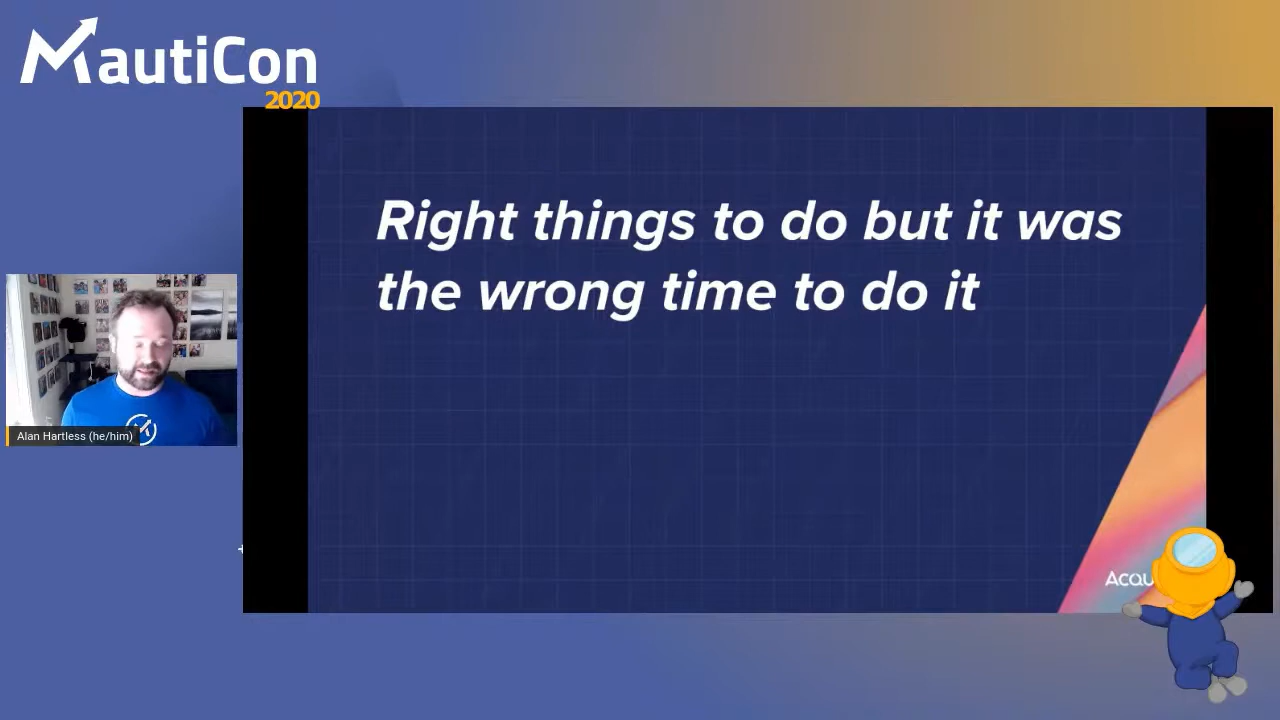 MautiCon
2020
Right things to do but it was
the wrong time to do it
Alan Hartless (he/him)
Acqu